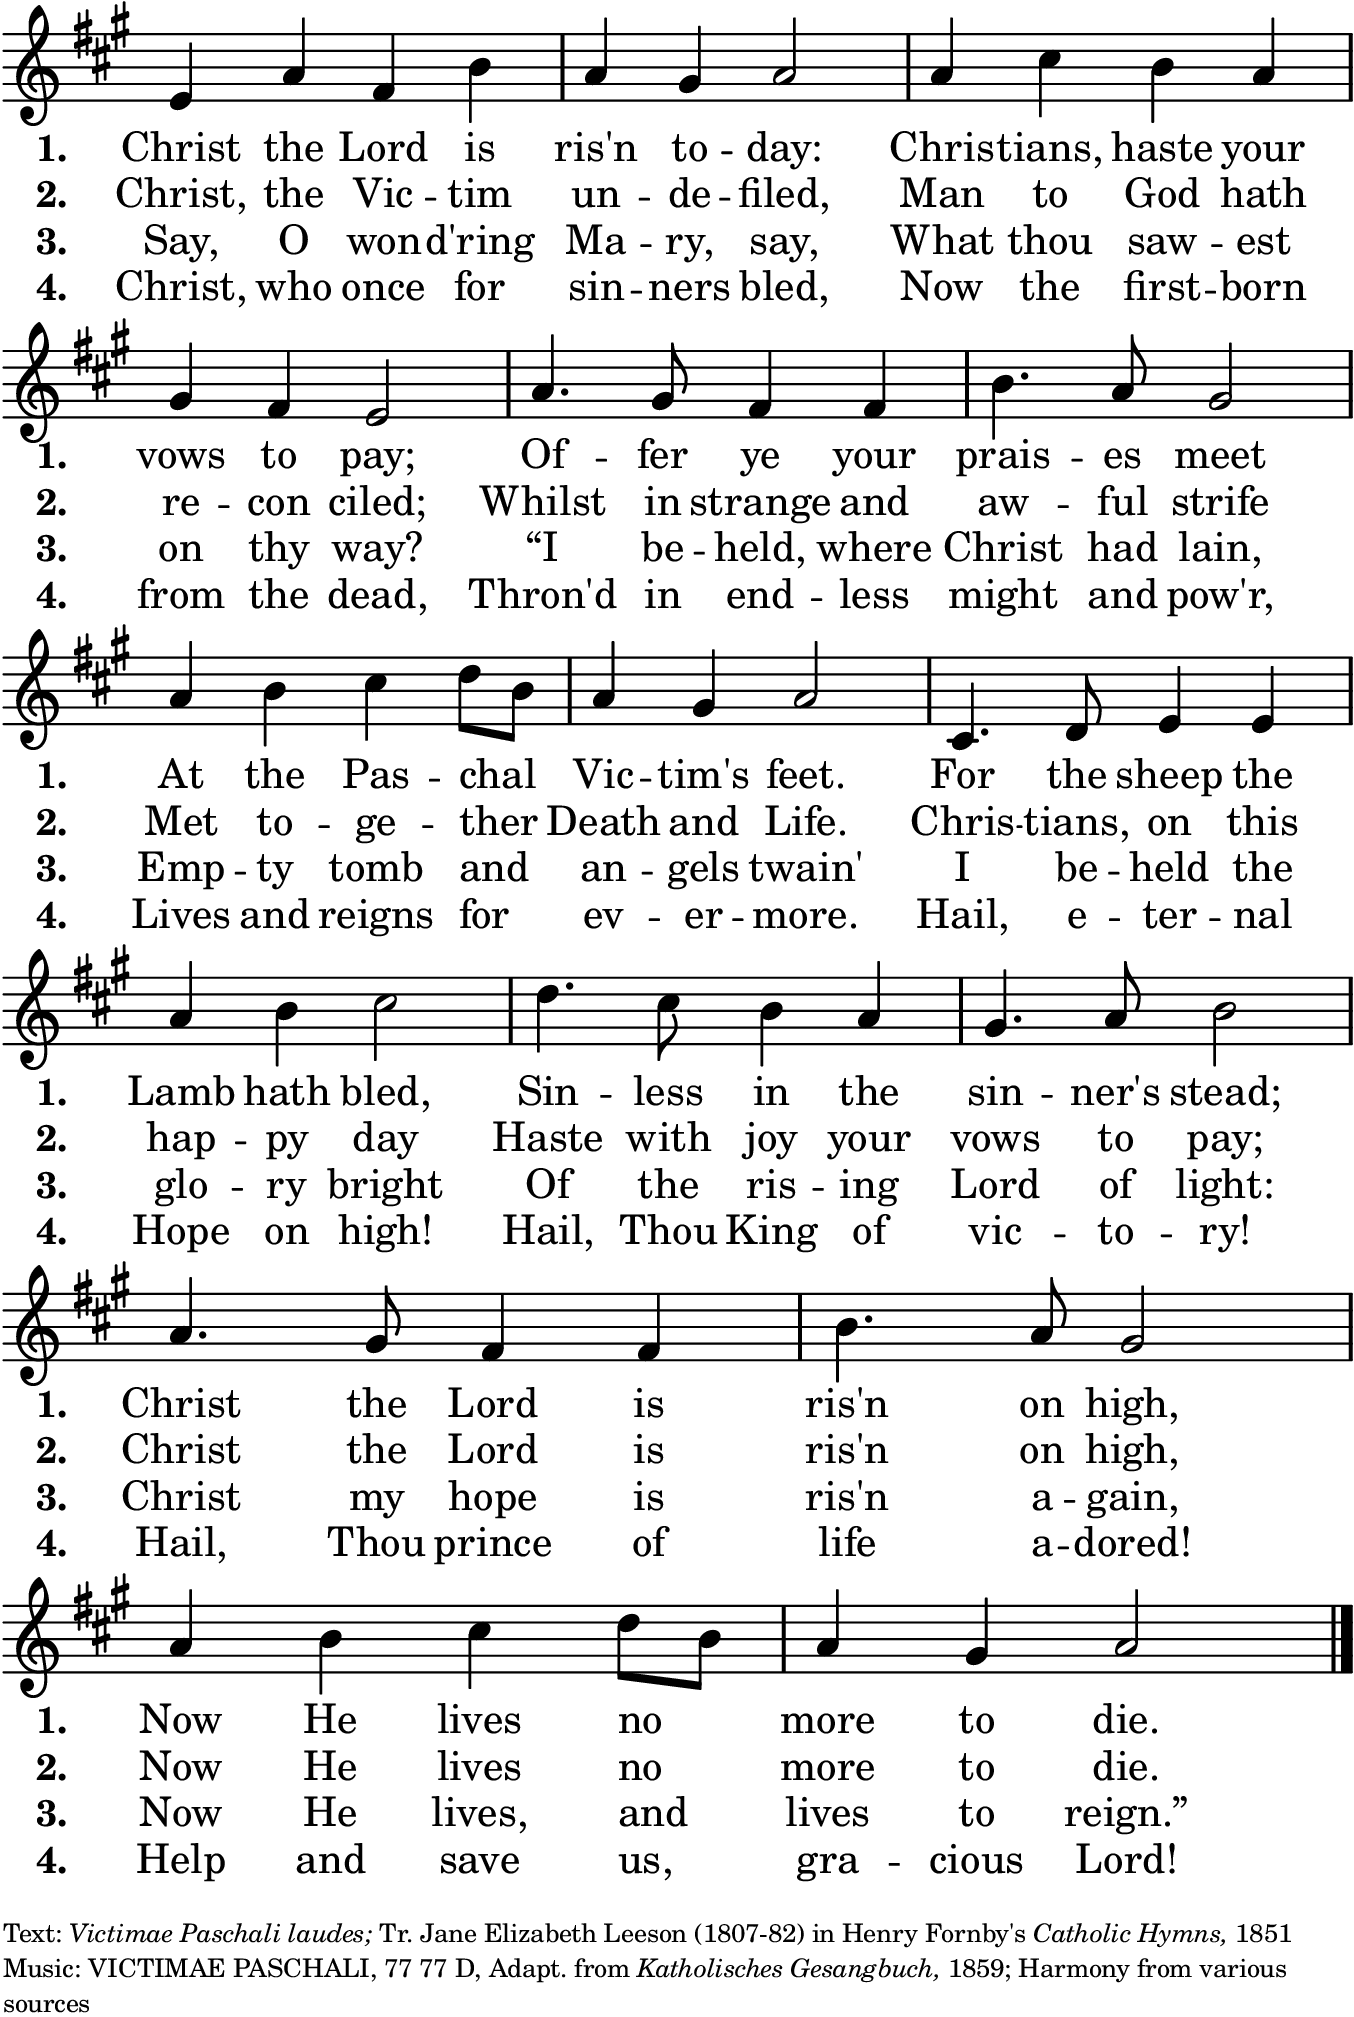 1. Christ the Lord is ris'n to -- day: Christians, haste your
2. Christ, the Vic -- tim un -- de -- filed, Man to God hath
3. Say, O wond'ring Ma -- ry, say, What thou saw -- est
4. Christ, who once for sin -- ners bled, Now the first -- born
1. vows to pay; Of -- fer ye your prais -- es meet
2. re -- con ciled; Whilst in strange and aw -- ful strife
3. on thy way? “I be -- held, where Christ had lain,
4. from the dead, Thron'd in end -- less might and pow'r,
1. At the Pas -- chal Vic -- tim's feet. For the sheep the
2. Met to -- ge -- ther Death and Life. Chris -- tians, on this
3. Emp -- ty tomb and an -- gels twain' I be -- held the
4. Lives and reigns for ev -- er -- more. Hail, e -- ter -- nal
1. Lamb hath bled, Sin -- less in the sin -- ner's stead;
2. hap -- py day Haste with joy your vows to pay;
3. glo -- ry bright Of the ris -- ing Lord of light:
4. Hope on high! Hail, Thou King of vic -- to -- ry!
1. Christ the Lord is ris'n on high,
2. Christ the Lord is ris'n on high,
3. Christ my hope is ris'n a -- gain,
4. Hail, Thou prince of life a -- dored!
1. Now He lives no more to die.
2. Now He lives no more to die.
3. Now He lives, and lives to reign.”
4. Help and save us, gra -- cious Lord!
Text: Victimae Paschali laudes; Tr. Jane Elizabeth Leeson (1807-82) in Henry Fornby's Catholic Hymns, 1851
Music: VICTIMAE PASCHALI, 77 77 D, Adapt. from Katholisches Gesangbuch, 1859; Harmony from various
sources